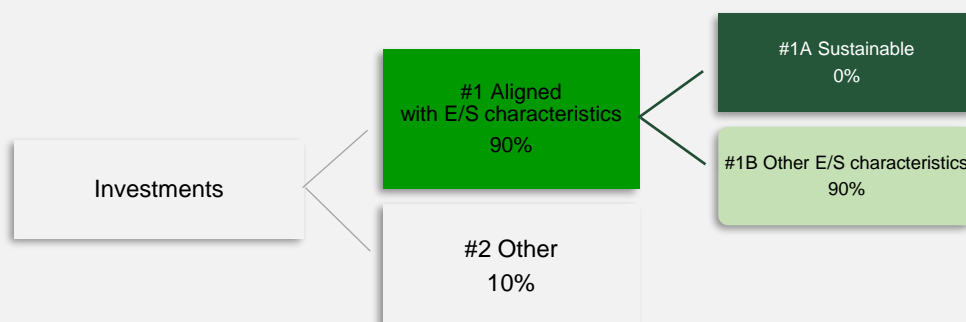 Investments
#1 Aligned
with E/S characteristics
90%
#2 Other
10%
#1A Sustainable
0%
#1B Other E/S characteristics
90%